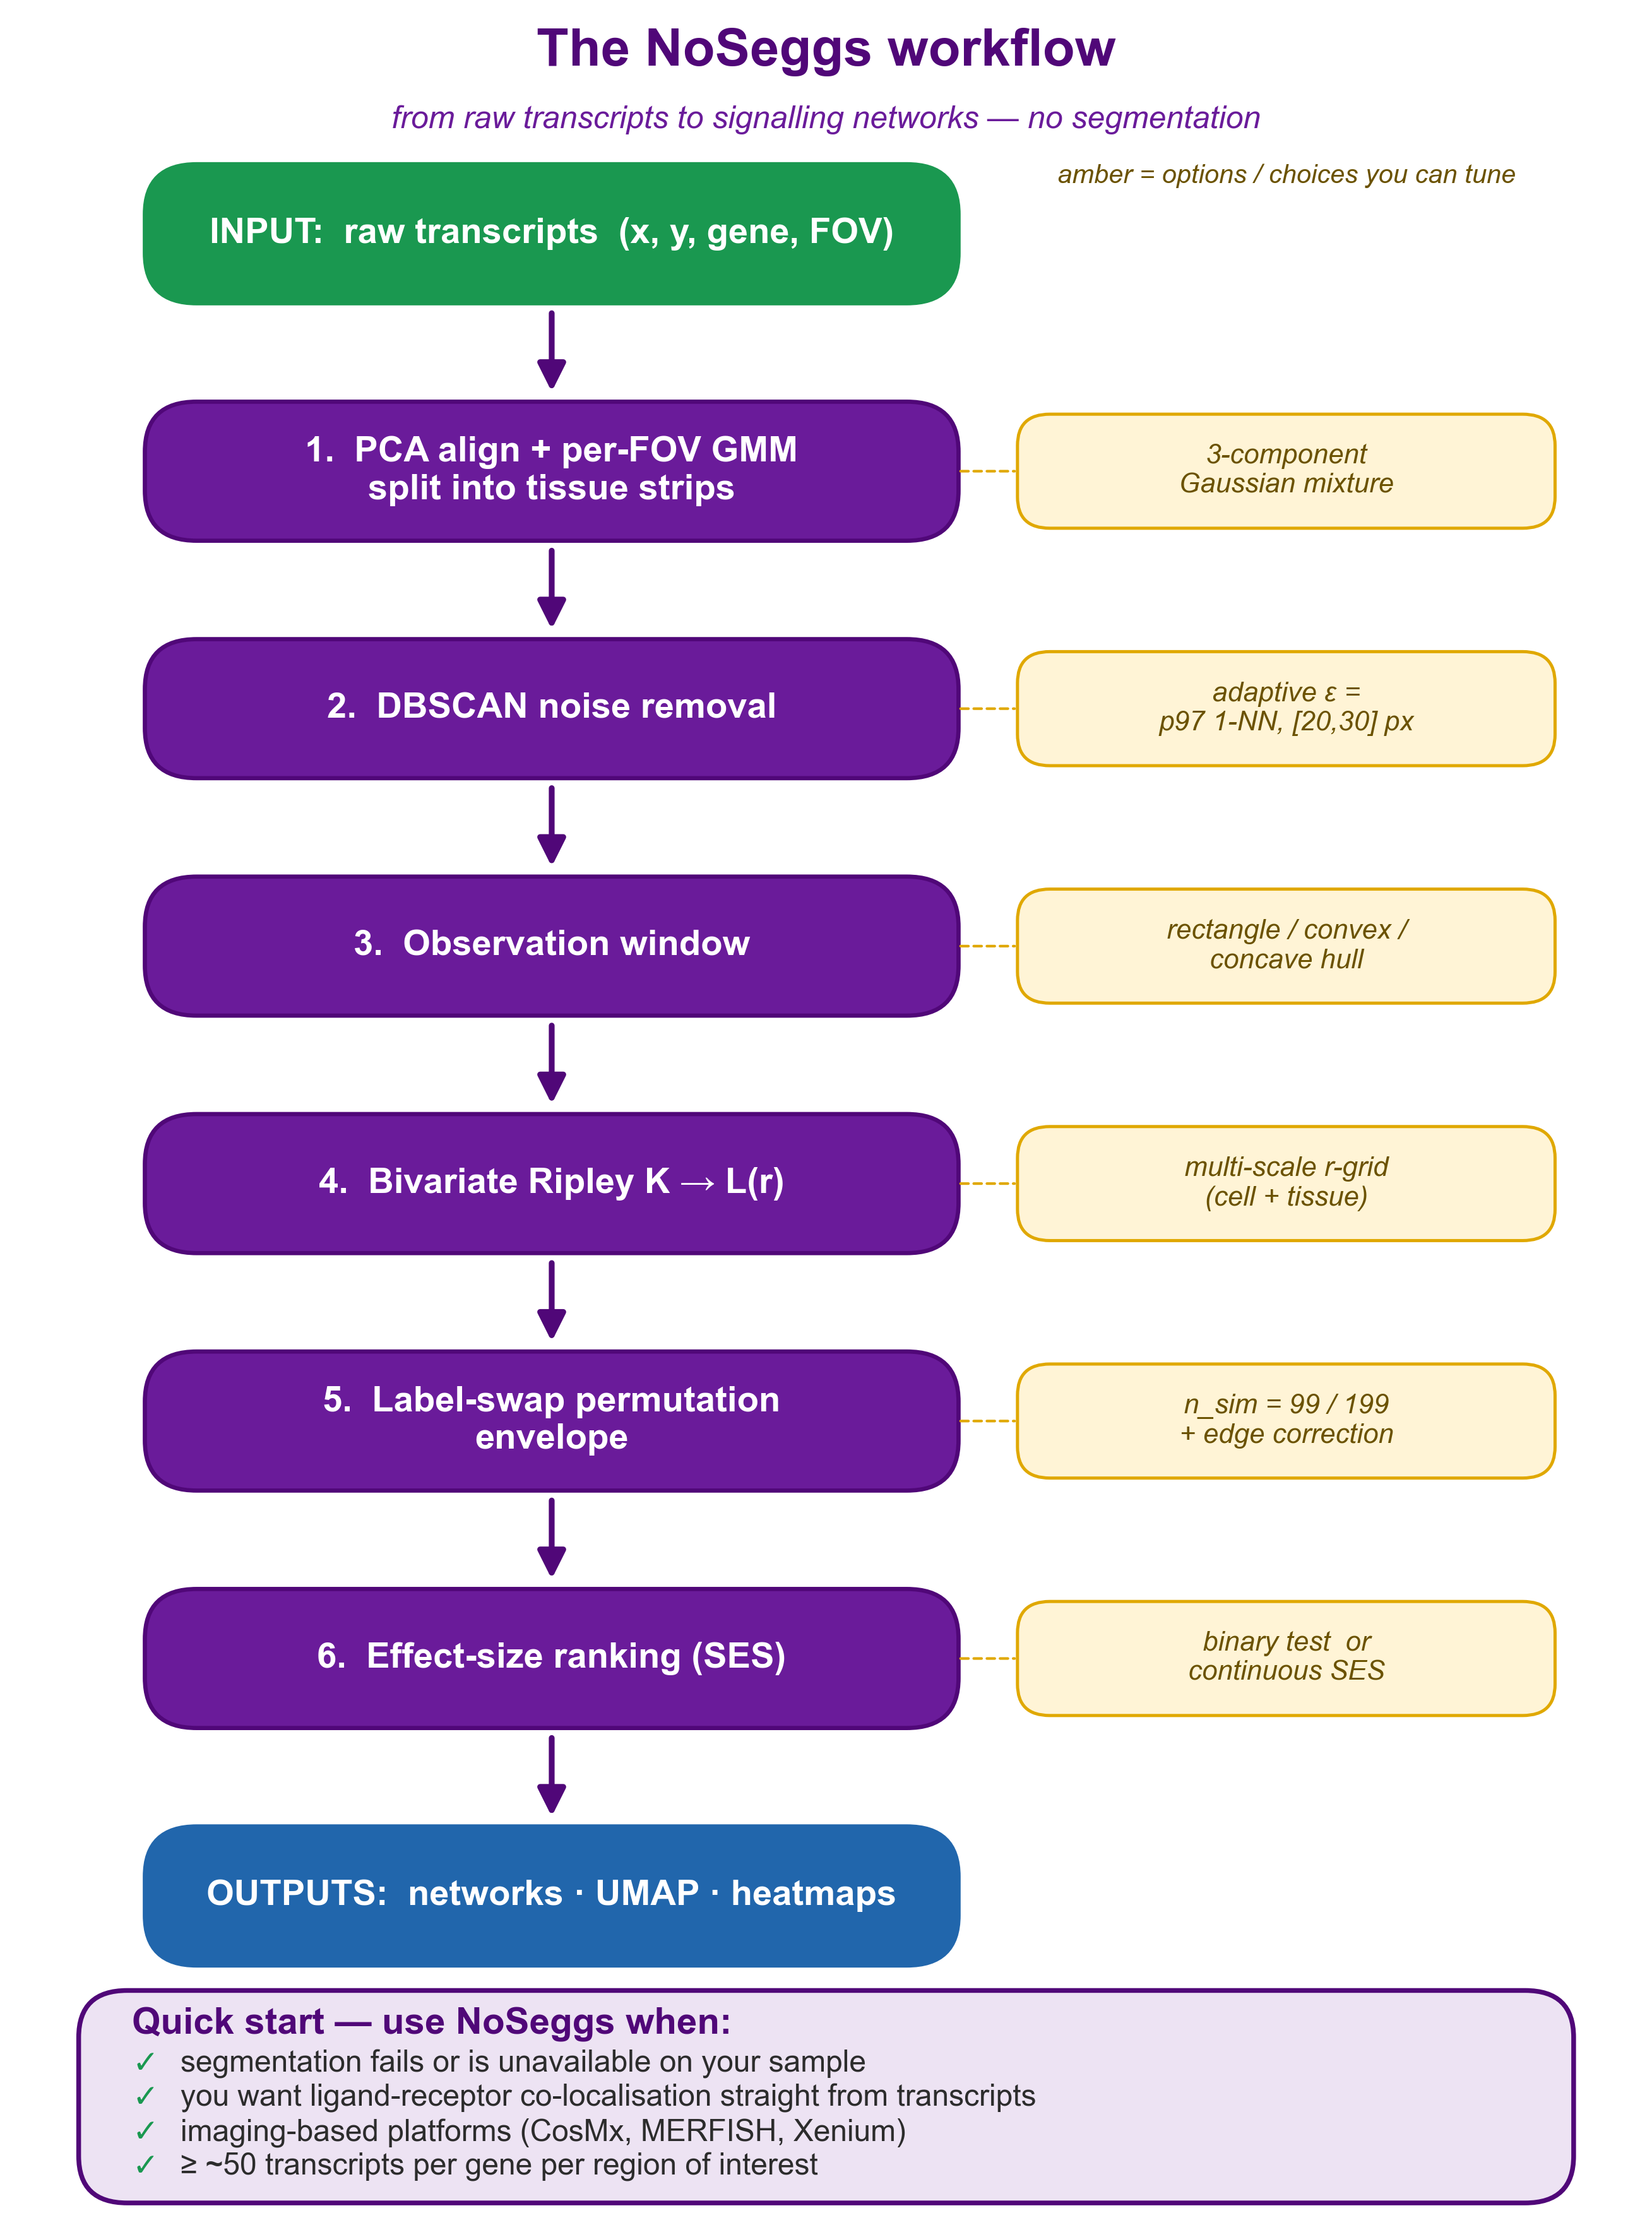 The NoSeggs workflow
from raw transcripts to signalling networks — no segmentation
amber = options / choices you can tune
INPUT:  raw transcripts  (x, y, gene, FOV)
1.  PCA align + per-FOV GMM
split into tissue strips
3-component
Gaussian mixture
2.  DBSCAN noise removal
adaptive ε =
p97 1-NN, [20,30] px
3.  Observation window
rectangle / convex /
concave hull
4.  Bivariate Ripley K → L(r)
multi-scale r-grid
(cell + tissue)
5.  Label-swap permutation
envelope
n_sim = 99 / 199
+ edge correction
6.  Effect-size ranking (SES)
binary test  or
continuous SES
OUTPUTS:  networks · UMAP · heatmaps
Quick start — use NoSeggs when:
✓ segmentation fails or is unavailable on your sample
✓ you want ligand-receptor co-localisation straight from transcripts
✓ imaging-based platforms (CosMx, MERFISH, Xenium)
✓ ≥ ~50 transcripts per gene per region of interest